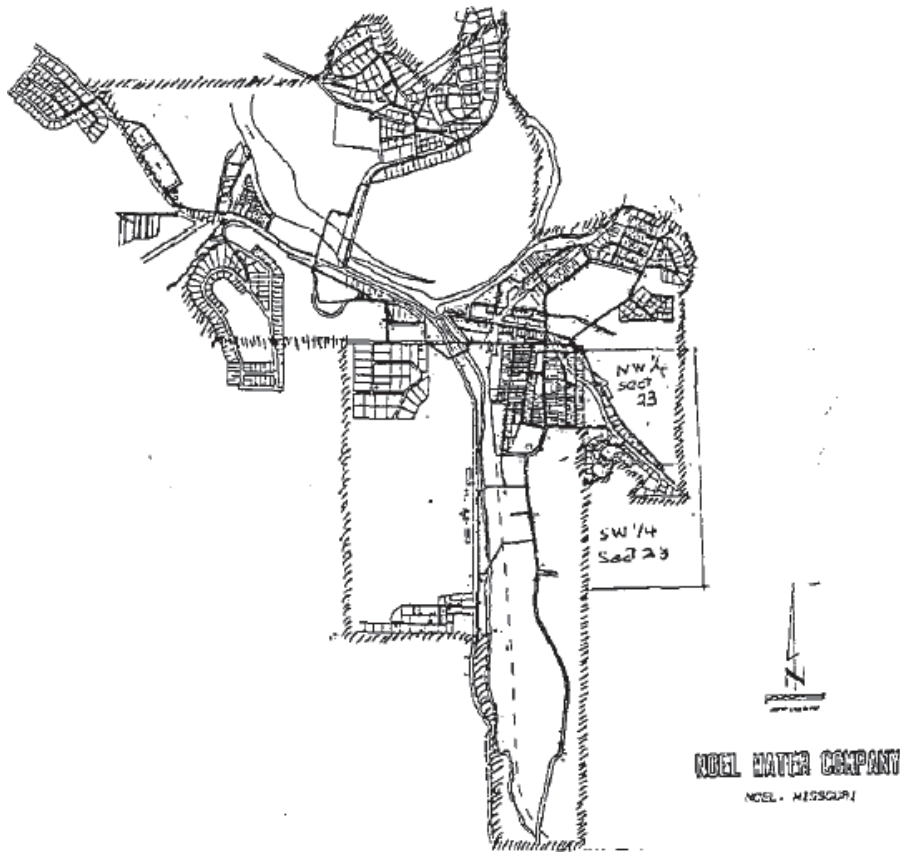 NW 1/4
Sect
23
SW 1/4
Sect 23
N
NOEL WATER COMPANY
NOEL - MISSOURI